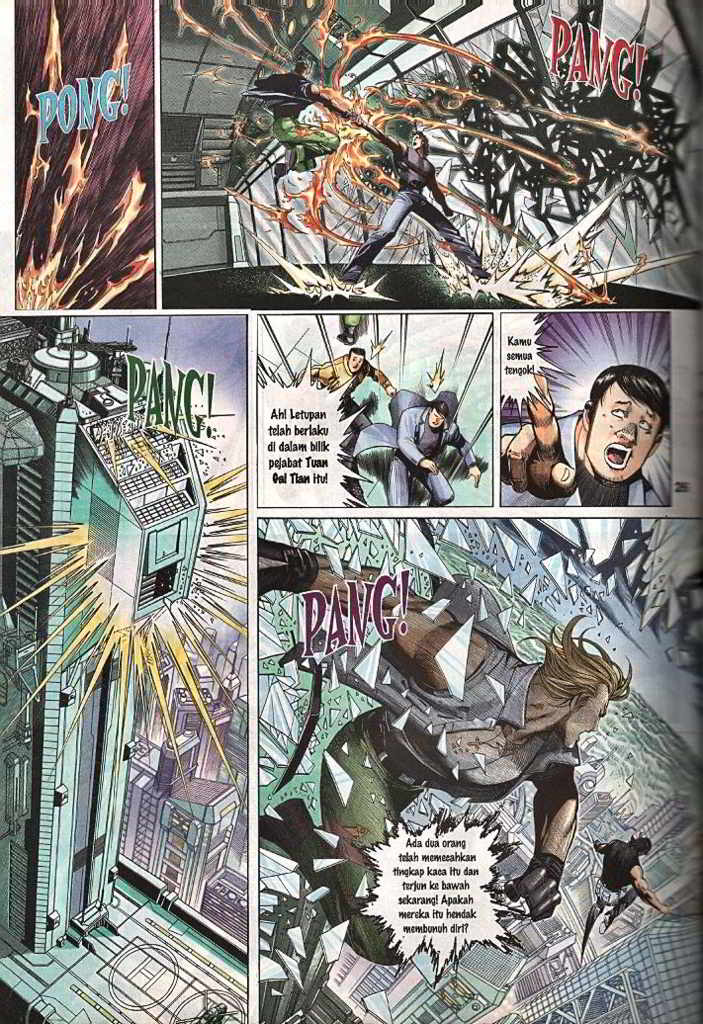 PONG!
PANG!
PANG!
Ah! Letupan
telah berlaku
di dalam bilik
pejabat Tuan
Gai Tian itu!
Kamu
semua
tengok!
PANG!
Ada dua orang
telah memecahkan
tingkap kaca itu dan
terjun ke bawah
sekarang! Apakah
mereka itu hendak
membunuh diri?